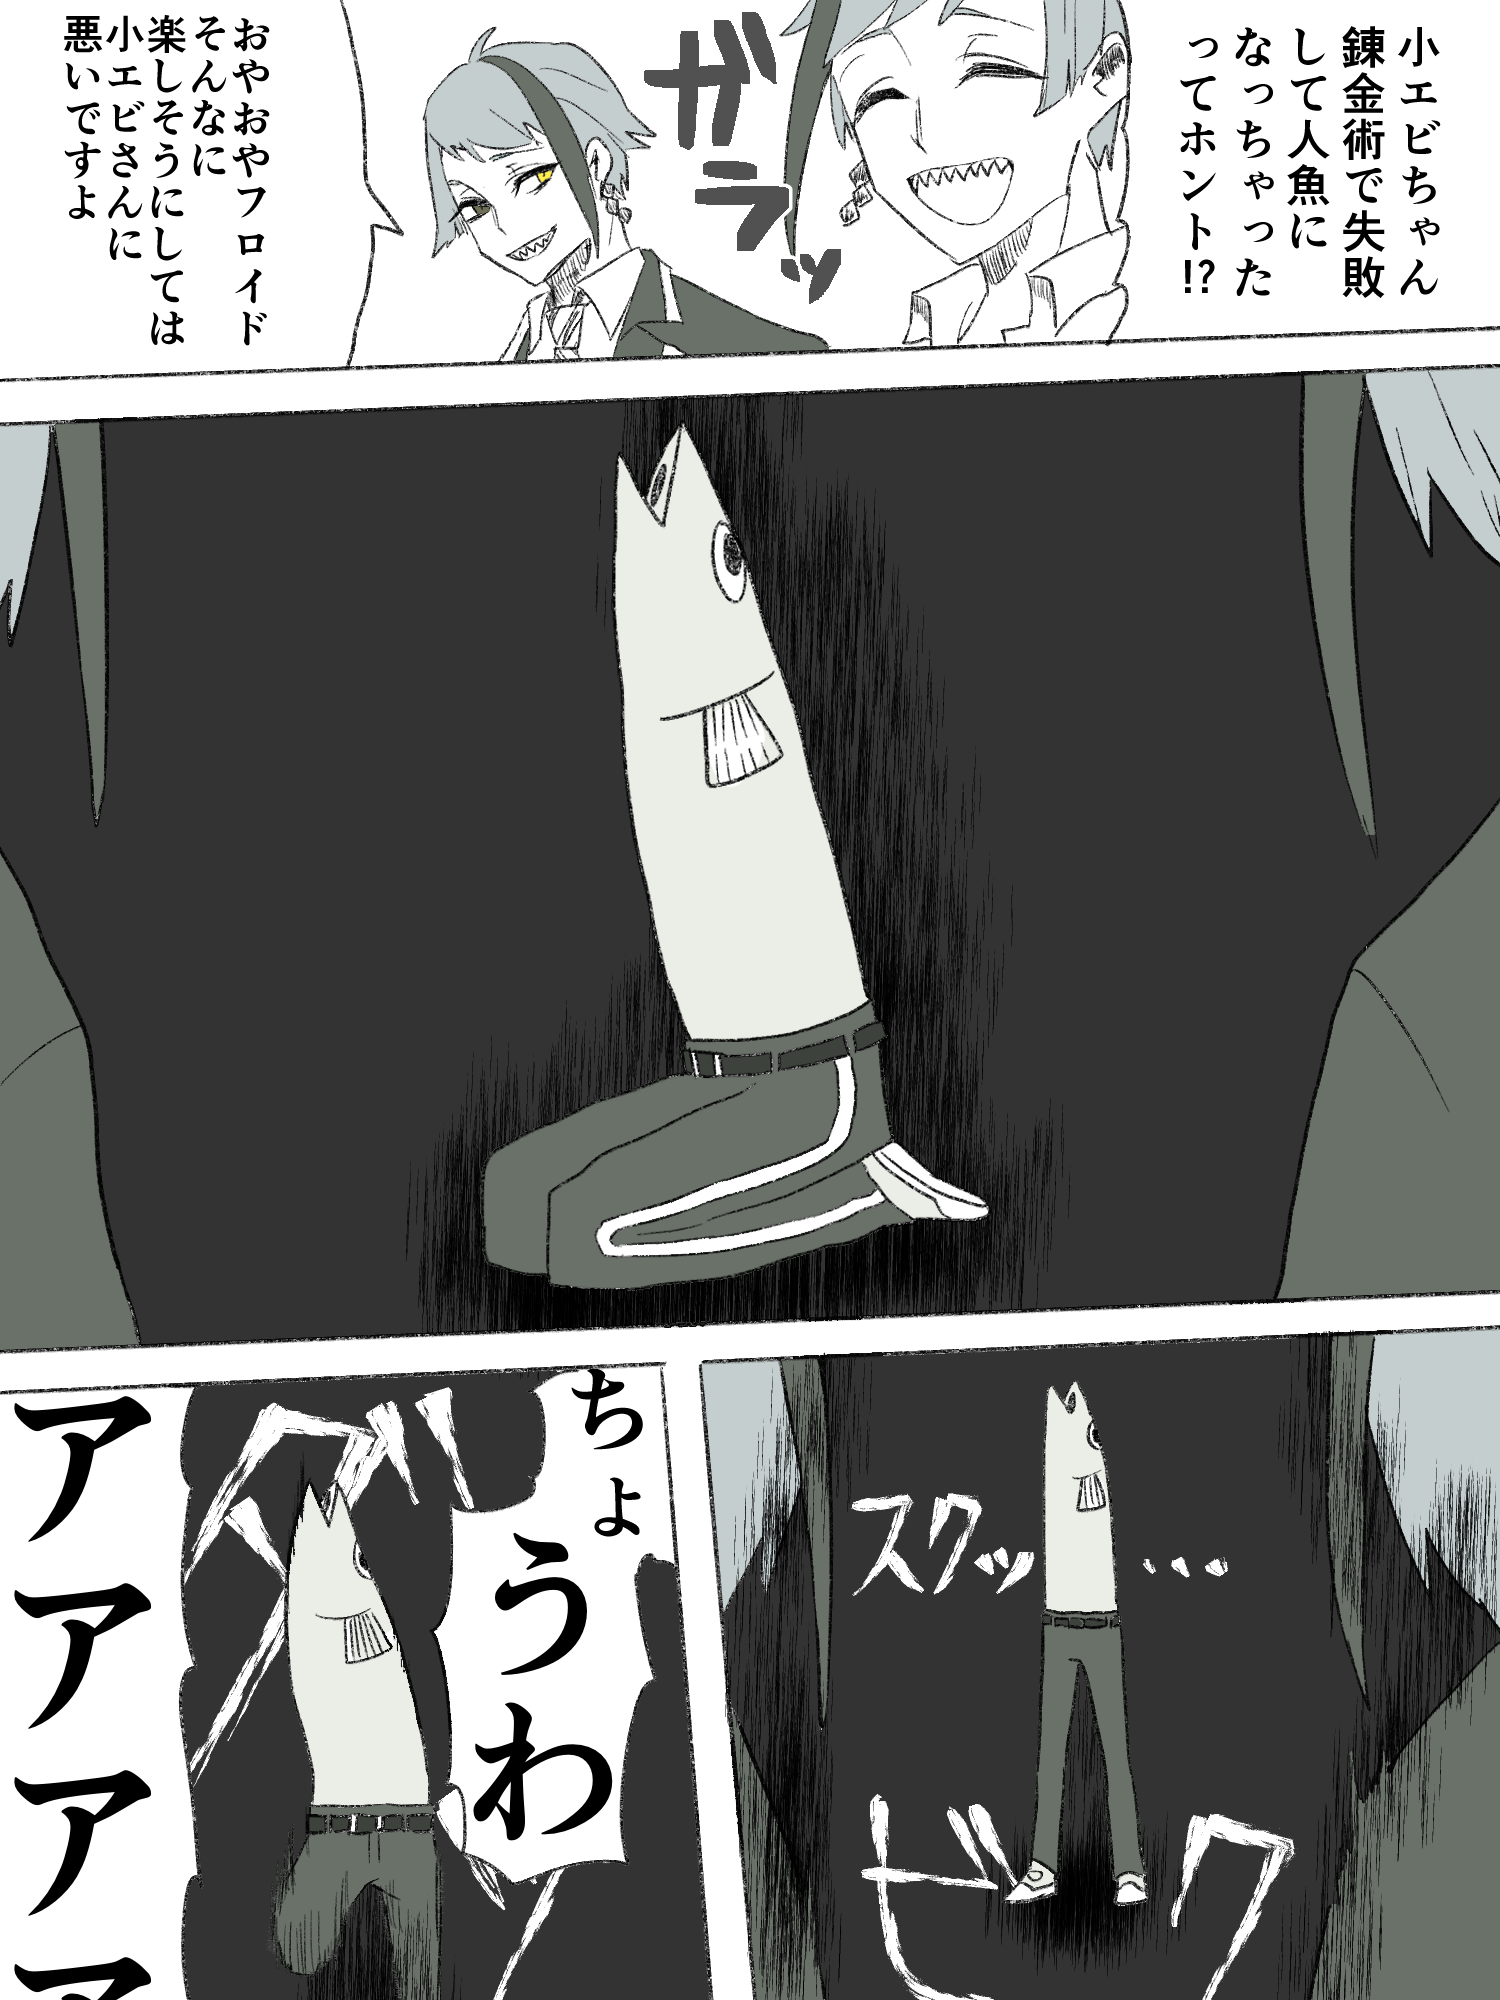 小エビちゃん
錬金術で失敗
して人魚に
なっちゃった
ってホント!?
ガラッ
おやおやフロイド
そんなに
楽しそうにしては
小エビさんに
悪いですよ
スクッ
・・・
ビク
ちょ
うわ
アアアア